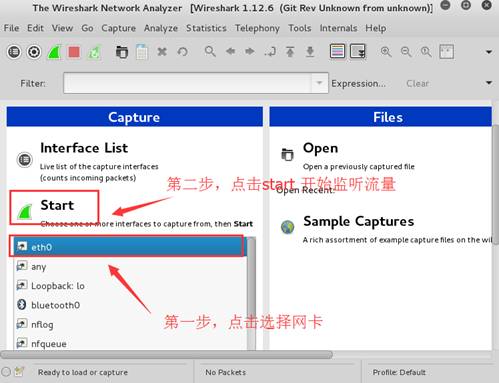 The Wireshark Network Analyzer [Wireshark 1.12.6 (Git Rev Unknown from unknown)]
File Edit View Go Capture Analyze Statistics Telephony Tools Internals Help
Filter: Expression... Clear
Capture
Interface List
Live list of the capture interfaces
(counts incoming packets)
第二步，点击start 开始监听流量
Start
Choose one or more interfaces to capture from, then Start
eth0
any
Loopback: lo
bluetooth0
第一步，点击选择网卡
nflog
nfqueue
Files
Open
Open a previously captured file
Open Recent:
Sample Captures
A rich assortment of example capture files on the wil
Ready to load or capture
No Packets
Profile: Default